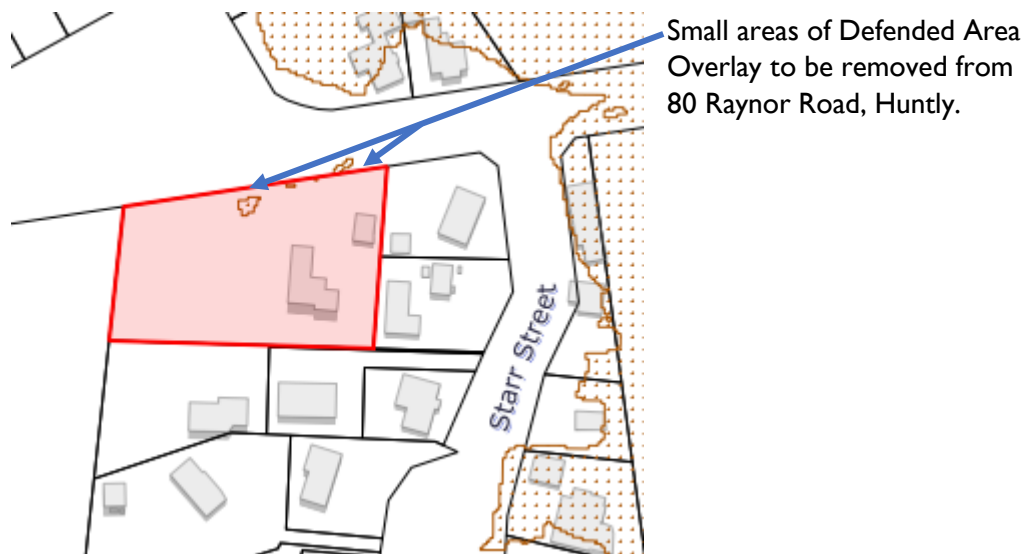 Small areas of Defended Area
Overlay to be removed from
80 Raynor Road, Huntly.
Starr Street